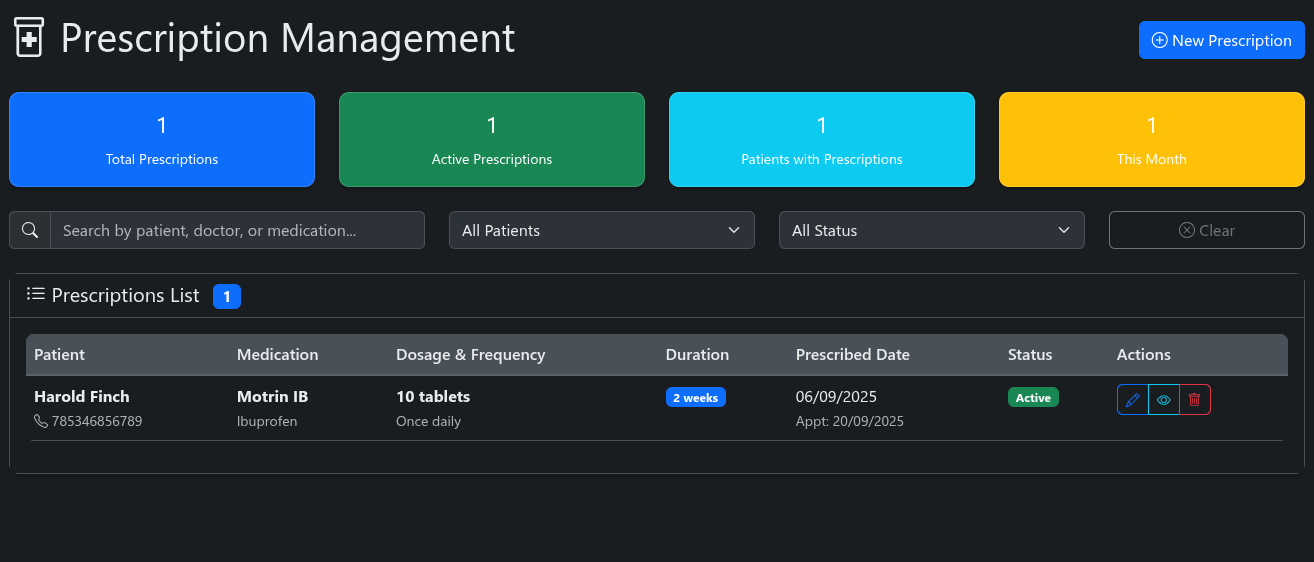 Prescription Management
New Prescription
1
Total Prescriptions
1
Active Prescriptions
1
Patients with Prescriptions
1
This Month
Search by patient, doctor, or medication...
All Patients
All Status
Clear
Prescriptions List 1
Patient Medication Dosage & Frequency Duration Prescribed Date Status Actions
Harold Finch Motrin IB 10 tablets 2 weeks 06/09/2025 Active
785346856789 Ibuprofen Once daily Appt: 20/09/2025